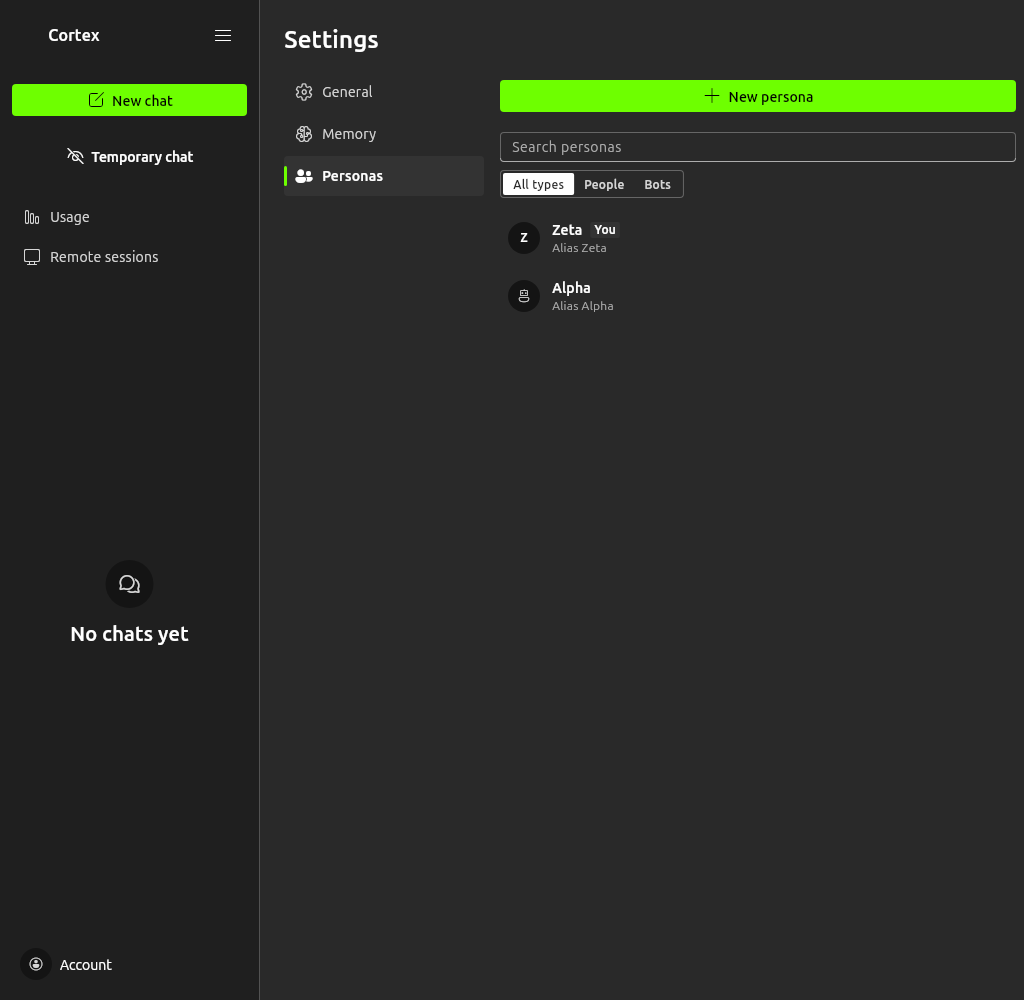 Cortex
New chat
Temporary chat
Usage
Remote sessions
No chats yet
Account
Settings
General
Memory
Personas
New persona
Search personas
All types People Bots
Z
Zeta You
Alias Zeta
Alpha
Alias Alpha